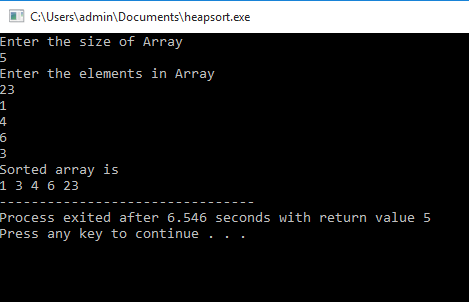 C:\Users\admin\Documents\heapsort.exe
Enter the size of Array
5
Enter the elements in Array
23
1
4
6
3
Sorted array is
1 3 4 6 23
--------------------------------
Process exited after 6.546 seconds with return value 5
Press any key to continue . . .